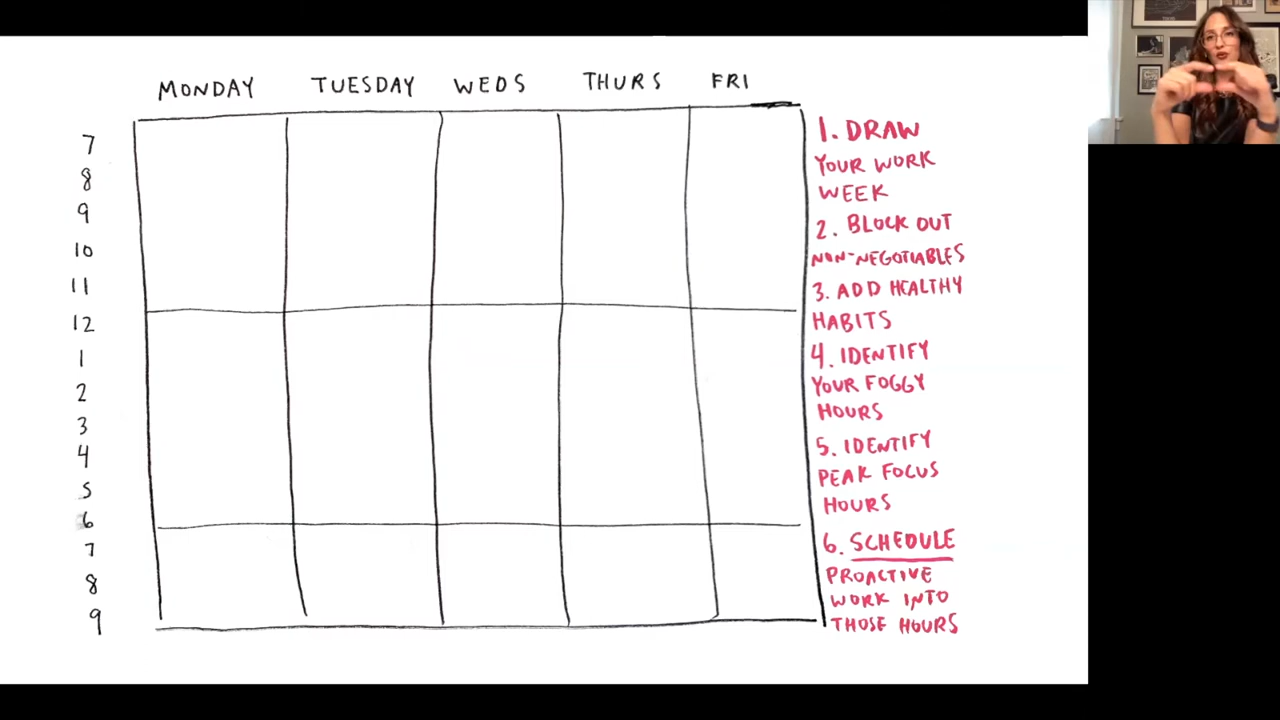 MONDAY TUESDAY WEDS THURS FRI
7
8
9
10
11
12
1
2
3
4
5
6
7
8
9
1. DRAW
YOUR WORK
WEEK
2. BLOCK OUT
NON-NEGOTIABLES
3. ADD HEALTHY
HABITS
4. IDENTIFY
YOUR FOGGY
HOURS
5. IDENTIFY
PEAK FOCUS
HOURS
6. SCHEDULE
PROACTIVE
WORK INTO
THOSE HOURS